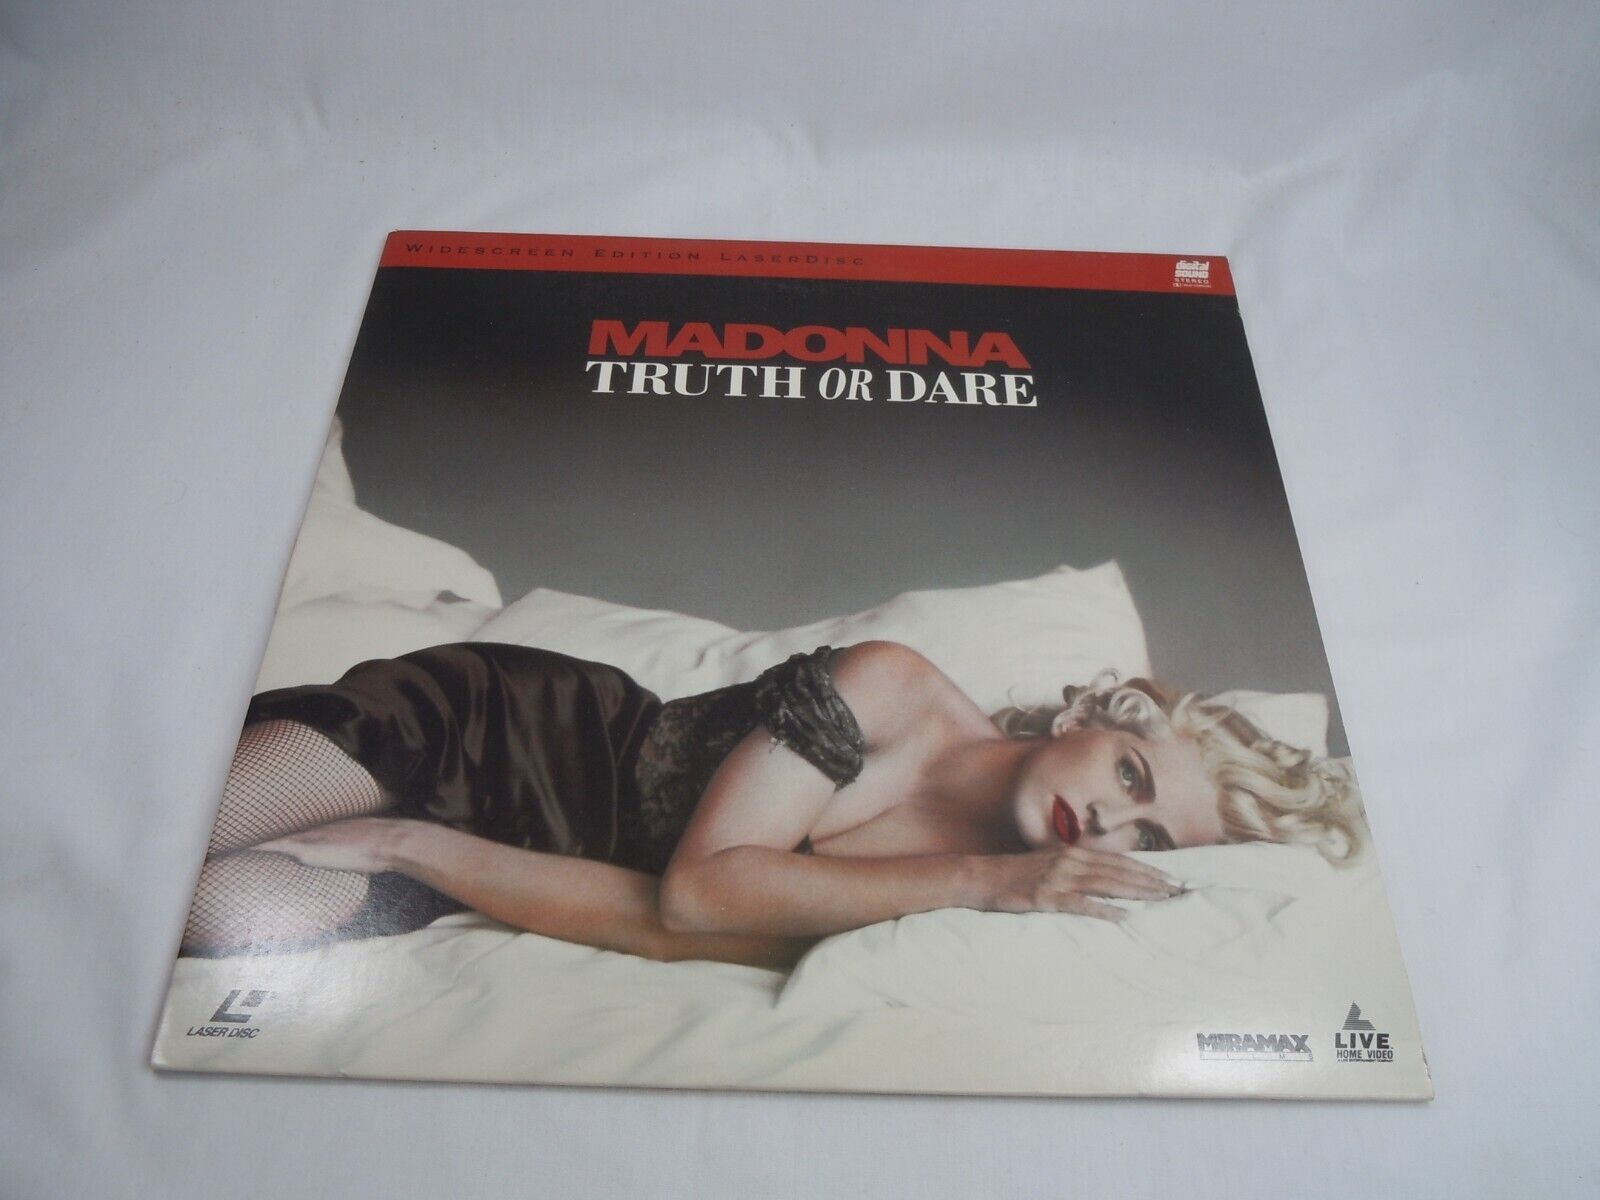 WIDESCREEN EDITION LASERDISC
digital
SOUND
STEREO
MADONNA
TRUTH OR DARE
LASER DISC
MIRAMAX
FILMS
LIVE
HOME VIDEO